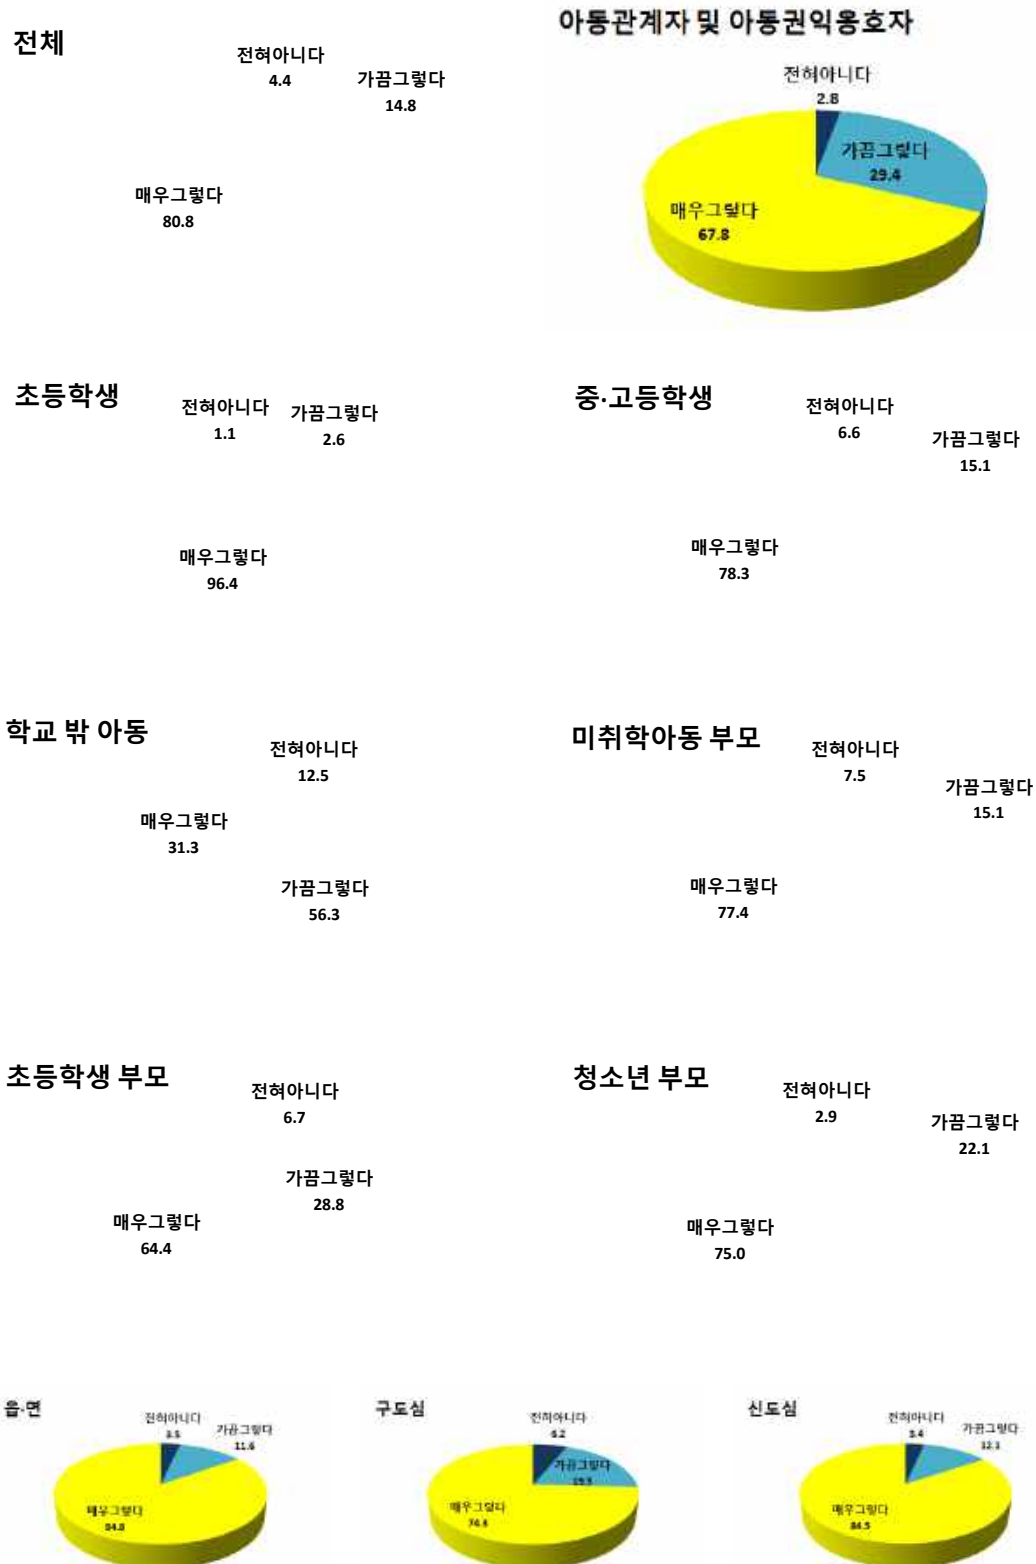 전체
전혀아니다
4.4
가끔그렇다
14.8
매우그렇다
80.8
아동관계자 및 아동권익옹호자
전혀아니다
2.8
가끔그렇다
29.4
매우그렇다
67.8
초등학생
전혀아니다
1.1
가끔그렇다
2.6
매우그렇다
96.4
중·고등학생
전혀아니다
6.6
가끔그렇다
15.1
매우그렇다
78.3
학교 밖 아동
전혀아니다
12.5
매우그렇다
31.3
가끔그렇다
56.3
미취학아동 부모
전혀아니다
7.5
가끔그렇다
15.1
매우그렇다
77.4
초등학생 부모
전혀아니다
6.7
가끔그렇다
28.8
매우그렇다
64.4
청소년 부모
전혀아니다
2.9
가끔그렇다
22.1
매우그렇다
75.0
읍·면
전혀아니다
3.5
가끔그렇다
11.6
매우그렇다
84.8
구도심
전혀아니다
6.2
가끔그렇다
매우그렇다
신도심
전혀아니다
3.4
가끔그렇다
12.1
매우그렇다
84.5